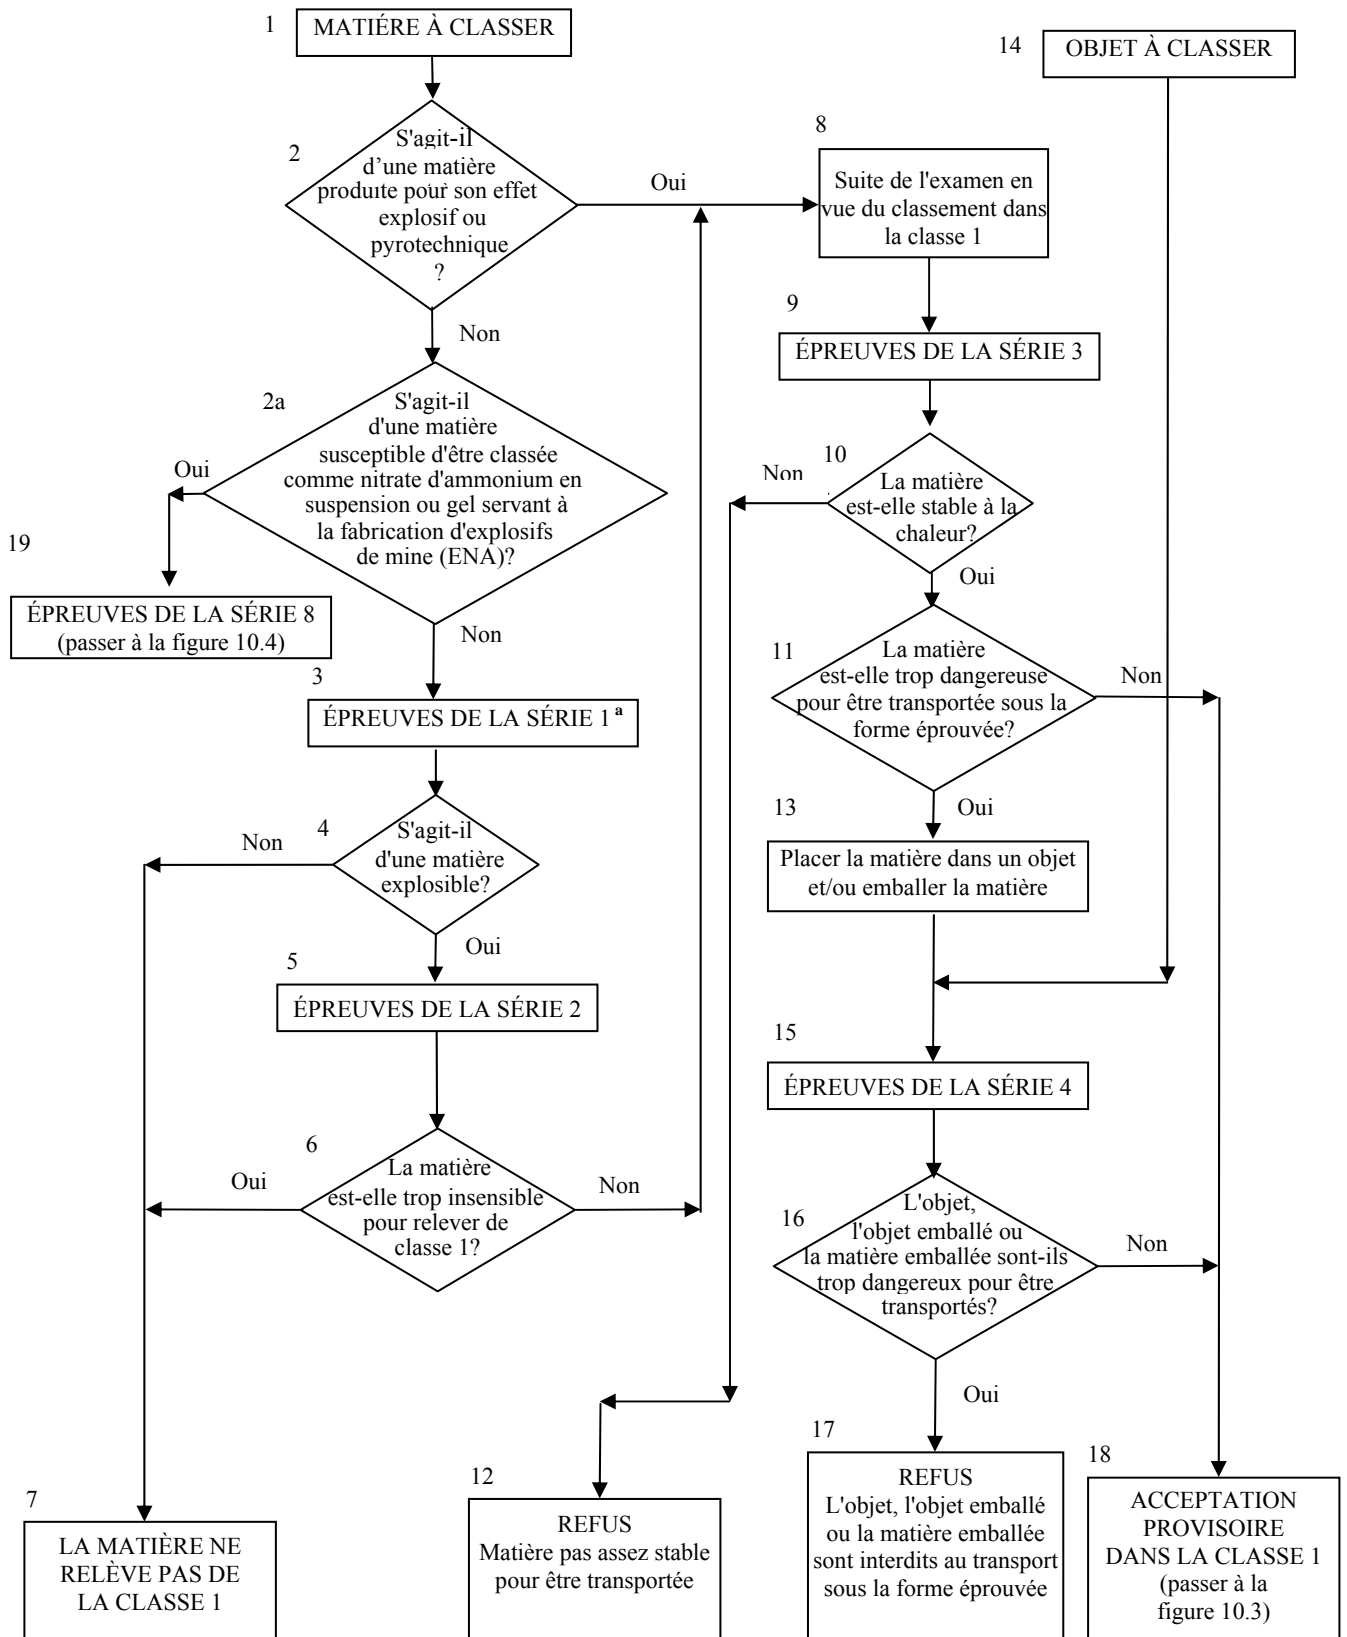 1
MATIÉRE À CLASSER
14
OBJET À CLASSER
2
S'agit-il
d’une matière
produite pour son effet
explosif ou
pyrotechnique
?
Oui
8
Suite de l'examen en
vue du classement dans
la classe 1
Non
9
ÉPREUVES DE LA SÉRIE 3
2a
S'agit-il
d'une matière
susceptible d'être classée
comme nitrate d'ammonium en
suspension ou gel servant à
la fabrication d'explosifs
de mine (ENA)?
Oui
19
ÉPREUVES DE LA SÉRIE 8
(passer à la figure 10.4)
Non
10
La matière
est-elle stable à la
chaleur?
Non
Oui
3
ÉPREUVES DE LA SÉRIE 1 a
11
La matière
est-elle trop dangereuse
pour être transportée sous la
forme éprouvée?
Non
Oui
4
S'agit-il
d'une matière
explosible?
Non
Oui
13
Placer la matière dans un objet
et/ou emballer la matière
5
ÉPREUVES DE LA SÉRIE 2
15
ÉPREUVES DE LA SÉRIE 4
6
La matière
est-elle trop insensible
pour relever de
classe 1?
Oui
Non
16
L'objet,
l'objet emballé ou
la matière emballée sont-ils
trop dangereux pour être
transportés?
Non
Oui
7
LA MATIÈRE NE
RELÈVE PAS DE
LA CLASSE 1
12
REFUS
Matière pas assez stable
pour être transportée
17
REFUS
L'objet, l'objet emballé
ou la matière emballée
sont interdits au transport
sous la forme éprouvée
18
ACCEPTATION
PROVISOIRE
DANS LA CLASSE 1
(passer à la
figure 10.3)